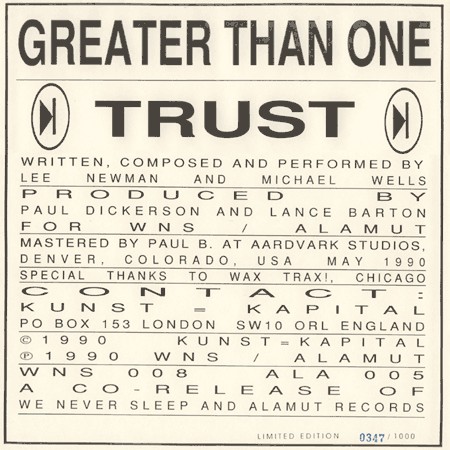 GREATER THAN ONE
TRUST
WRITTEN, COMPOSED AND PERFORMED BY
LEE NEWMAN AND MICHAEL WELLS
PRODUCED BY
PAUL DICKERSON AND LANCE BARTON
FOR WNS / ALAMUT
MASTERED BY PAUL B. AT AARDVARK STUDIOS,
DENVER, COLORADO, USA MAY 1990
SPECIAL THANKS TO WAX TRAX!, CHICAGO
CONTACT:
KUNST = KAPITAL
PO BOX 153 LONDON SW10 ORL ENGLAND
© 1990 KUNST=KAPITAL
℗ 1990 WNS / ALAMUT
WNS 008 ALA 005
A CO-RELEASE OF
WE NEVER SLEEP AND ALAMUT RECORDS
LIMITED EDITION 0347/1000